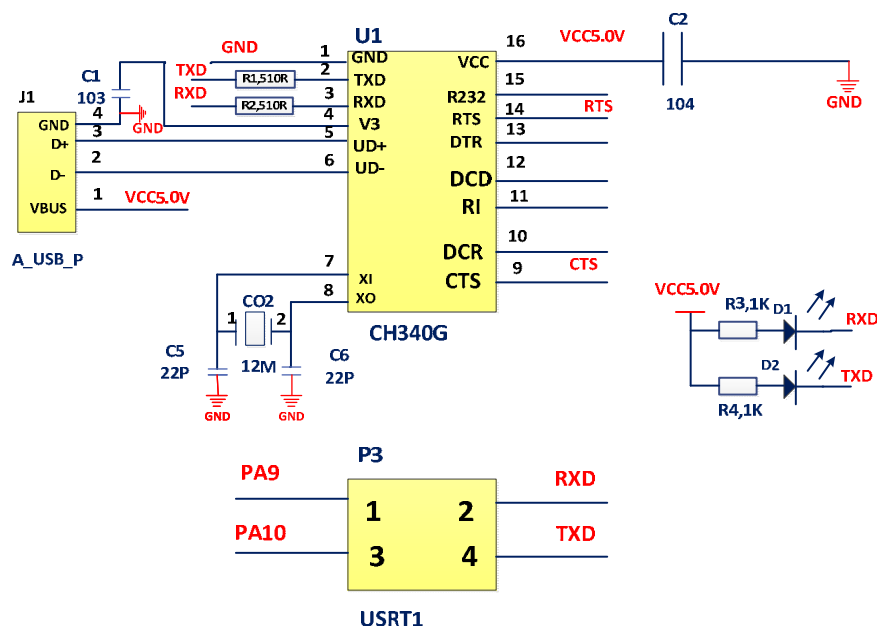 U1
C2
GND
1
GND
16
VCC5.0V
VCC
TXD
2
TXD
R1,510R
C1
103
RXD
3
RXD
R2,510R
15
R232
14
RTS
RTS
104
GND
J1
4
GND
GND
4
V3
13
DTR
3
D+
5
UD+
2
D-
6
UD-
12
DCD
1
VBUS
VCC5.0V
11
RI
A_USB_P
10
DCR
7
XI
9
CTS
CTS
8
XO
CO2
1
2
12M
C5
22P
C6
22P
GND
GND
CH340G
VCC5.0V
R3,1K
D1
RXD
D2
R4,1K
TXD
P3
PA9
1
2
RXD
PA10
3
4
TXD
USRT1